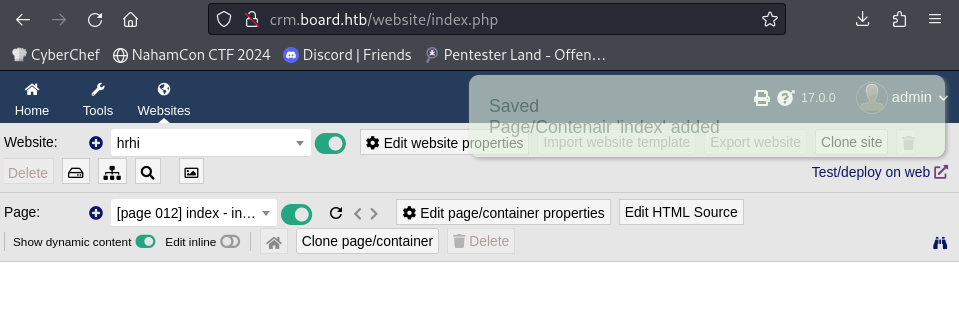 crm.board.htb/website/index.php
CyberChef NahamCon CTF 2024 Discord | Friends Pentester Land - Offen…
Home Tools Websites 17.0.0 admin
Saved
Page/Contenair 'index' added
Website: hrhi Edit website properties Import website template Export website Clone site
Delete Test/deploy on web
Page: [page 012] index - in… Edit page/container properties Edit HTML Source
Show dynamic content Edit inline Clone page/container Delete